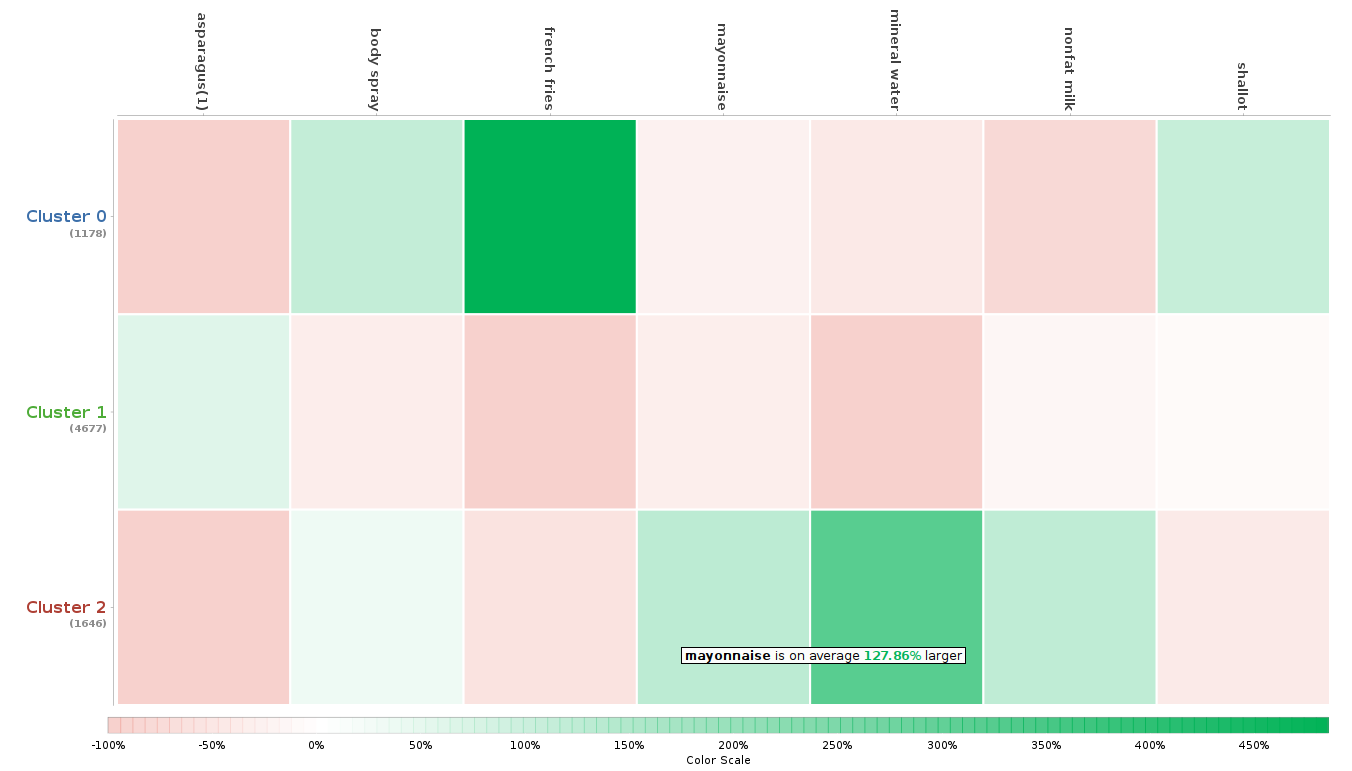 asparagus(1)
body spray
french fries
mayonnaise
mineral water
nonfat milk
shallot
Cluster 0
(1178)
Cluster 1
(4677)
Cluster 2
(1646)
mayonnaise is on average 127.86% larger
-100% -50% 0% 50% 100% 150% 200% 250% 300% 350% 400% 450%
Color Scale